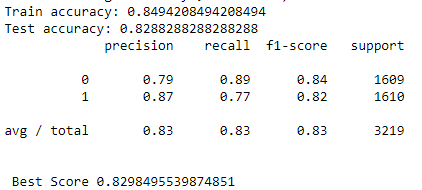 Train accuracy: 0.8494208494208494
Test accuracy: 0.8288288288288288
precision recall f1-score support
0 0.79 0.89 0.84 1609
1 0.87 0.77 0.82 1610
avg / total 0.83 0.83 0.83 3219
Best Score 0.8298495539874851